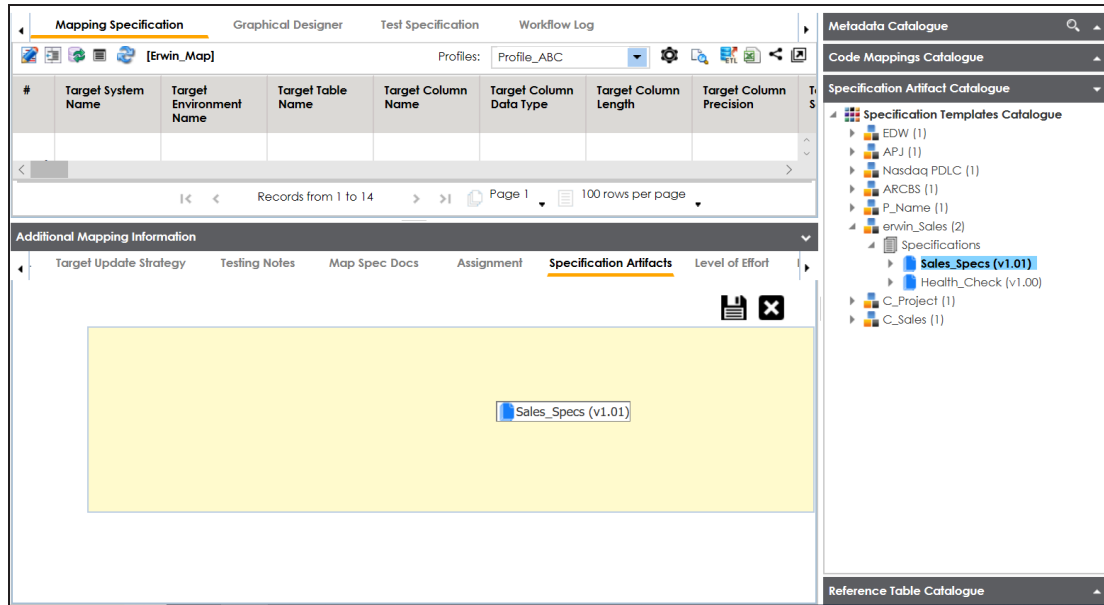 Mapping Specification Graphical Designer Test Specification Workflow Log
[Erwin_Map] Profiles: Profile_ABC ETL
# Target System Name Target Environment Name Target Table Name Target Column Name Target Column Data Type Target Column Length Target Column Precision
Records from 1 to 14 Page 1 100 rows per page
Additional Mapping Information
Target Update Strategy Testing Notes Map Spec Docs Assignment Specification Artifacts Level of Effort
Sales_Specs (v1.01)
Metadata Catalogue
Code Mappings Catalogue
Specification Artifact Catalogue
Specification Templates Catalogue
EDW (1)
APJ (1)
Nasdaq PDLC (1)
ARCBS (1)
P_Name (1)
erwin_Sales (2)
Specifications
Sales_Specs (v1.01)
Health_Check (v1.00)
C_Project (1)
C_Sales (1)
Reference Table Catalogue